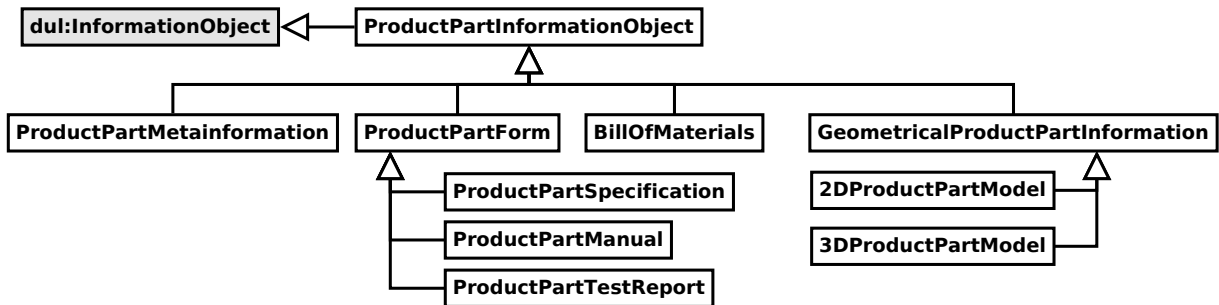 dul:InformationObject
ProductPartInformationObject
ProductPartMetainformation
ProductPartForm
BillOfMaterials
GeometricalProductPartInformation
ProductPartSpecification
2DProductPartModel
ProductPartManual
3DProductPartModel
ProductPartTestReport